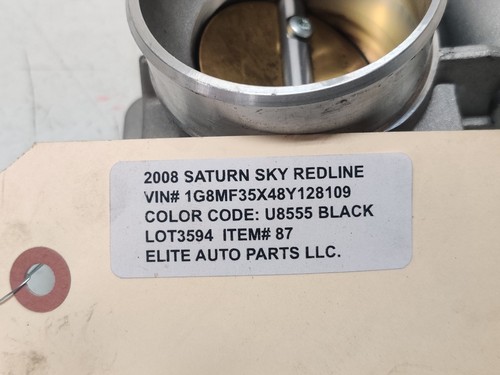 2008 SATURN SKY REDLINE
VIN# 1G8MF35X48Y128109
COLOR CODE: U8555 BLACK
LOT3594 ITEM# 87
ELITE AUTO PARTS LLC.